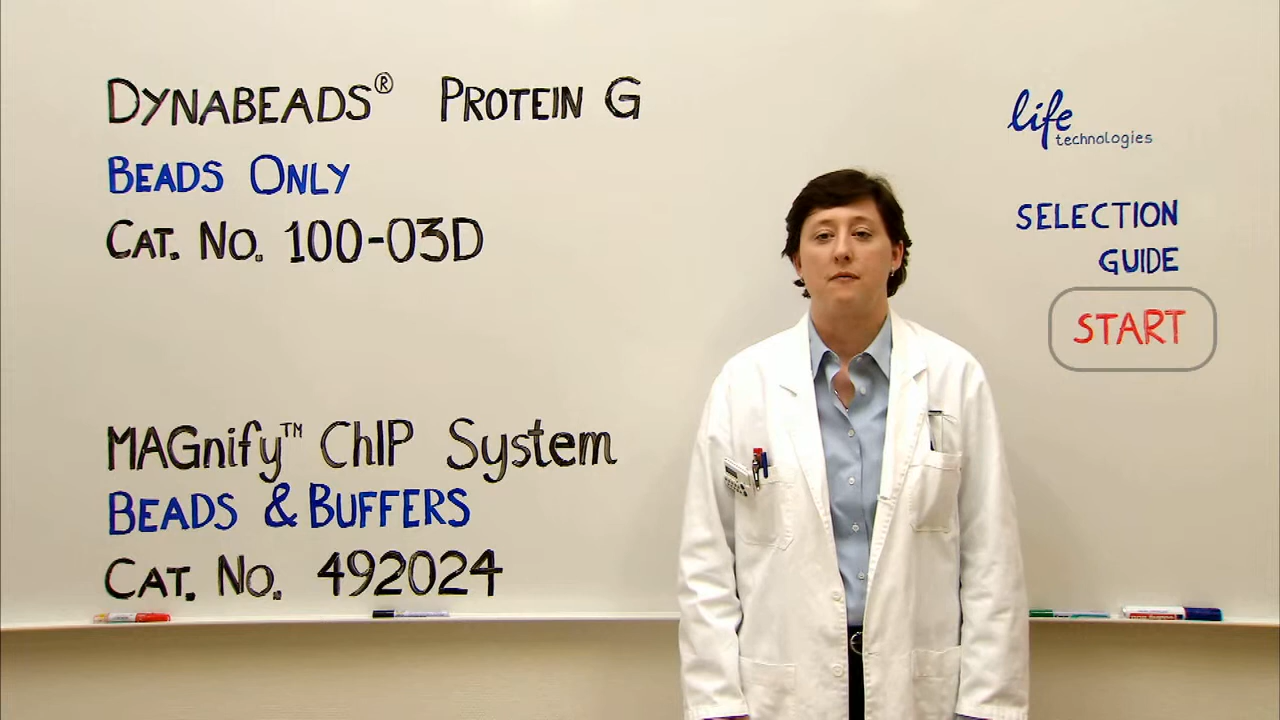 DYNABEADS® PROTEIN G
BEADS ONLY
CAT. NO. 100-03D
MAGnify™ ChIP System
BEADS & BUFFERS
CAT. NO. 492024
life
technologies
SELECTION
GUIDE
START